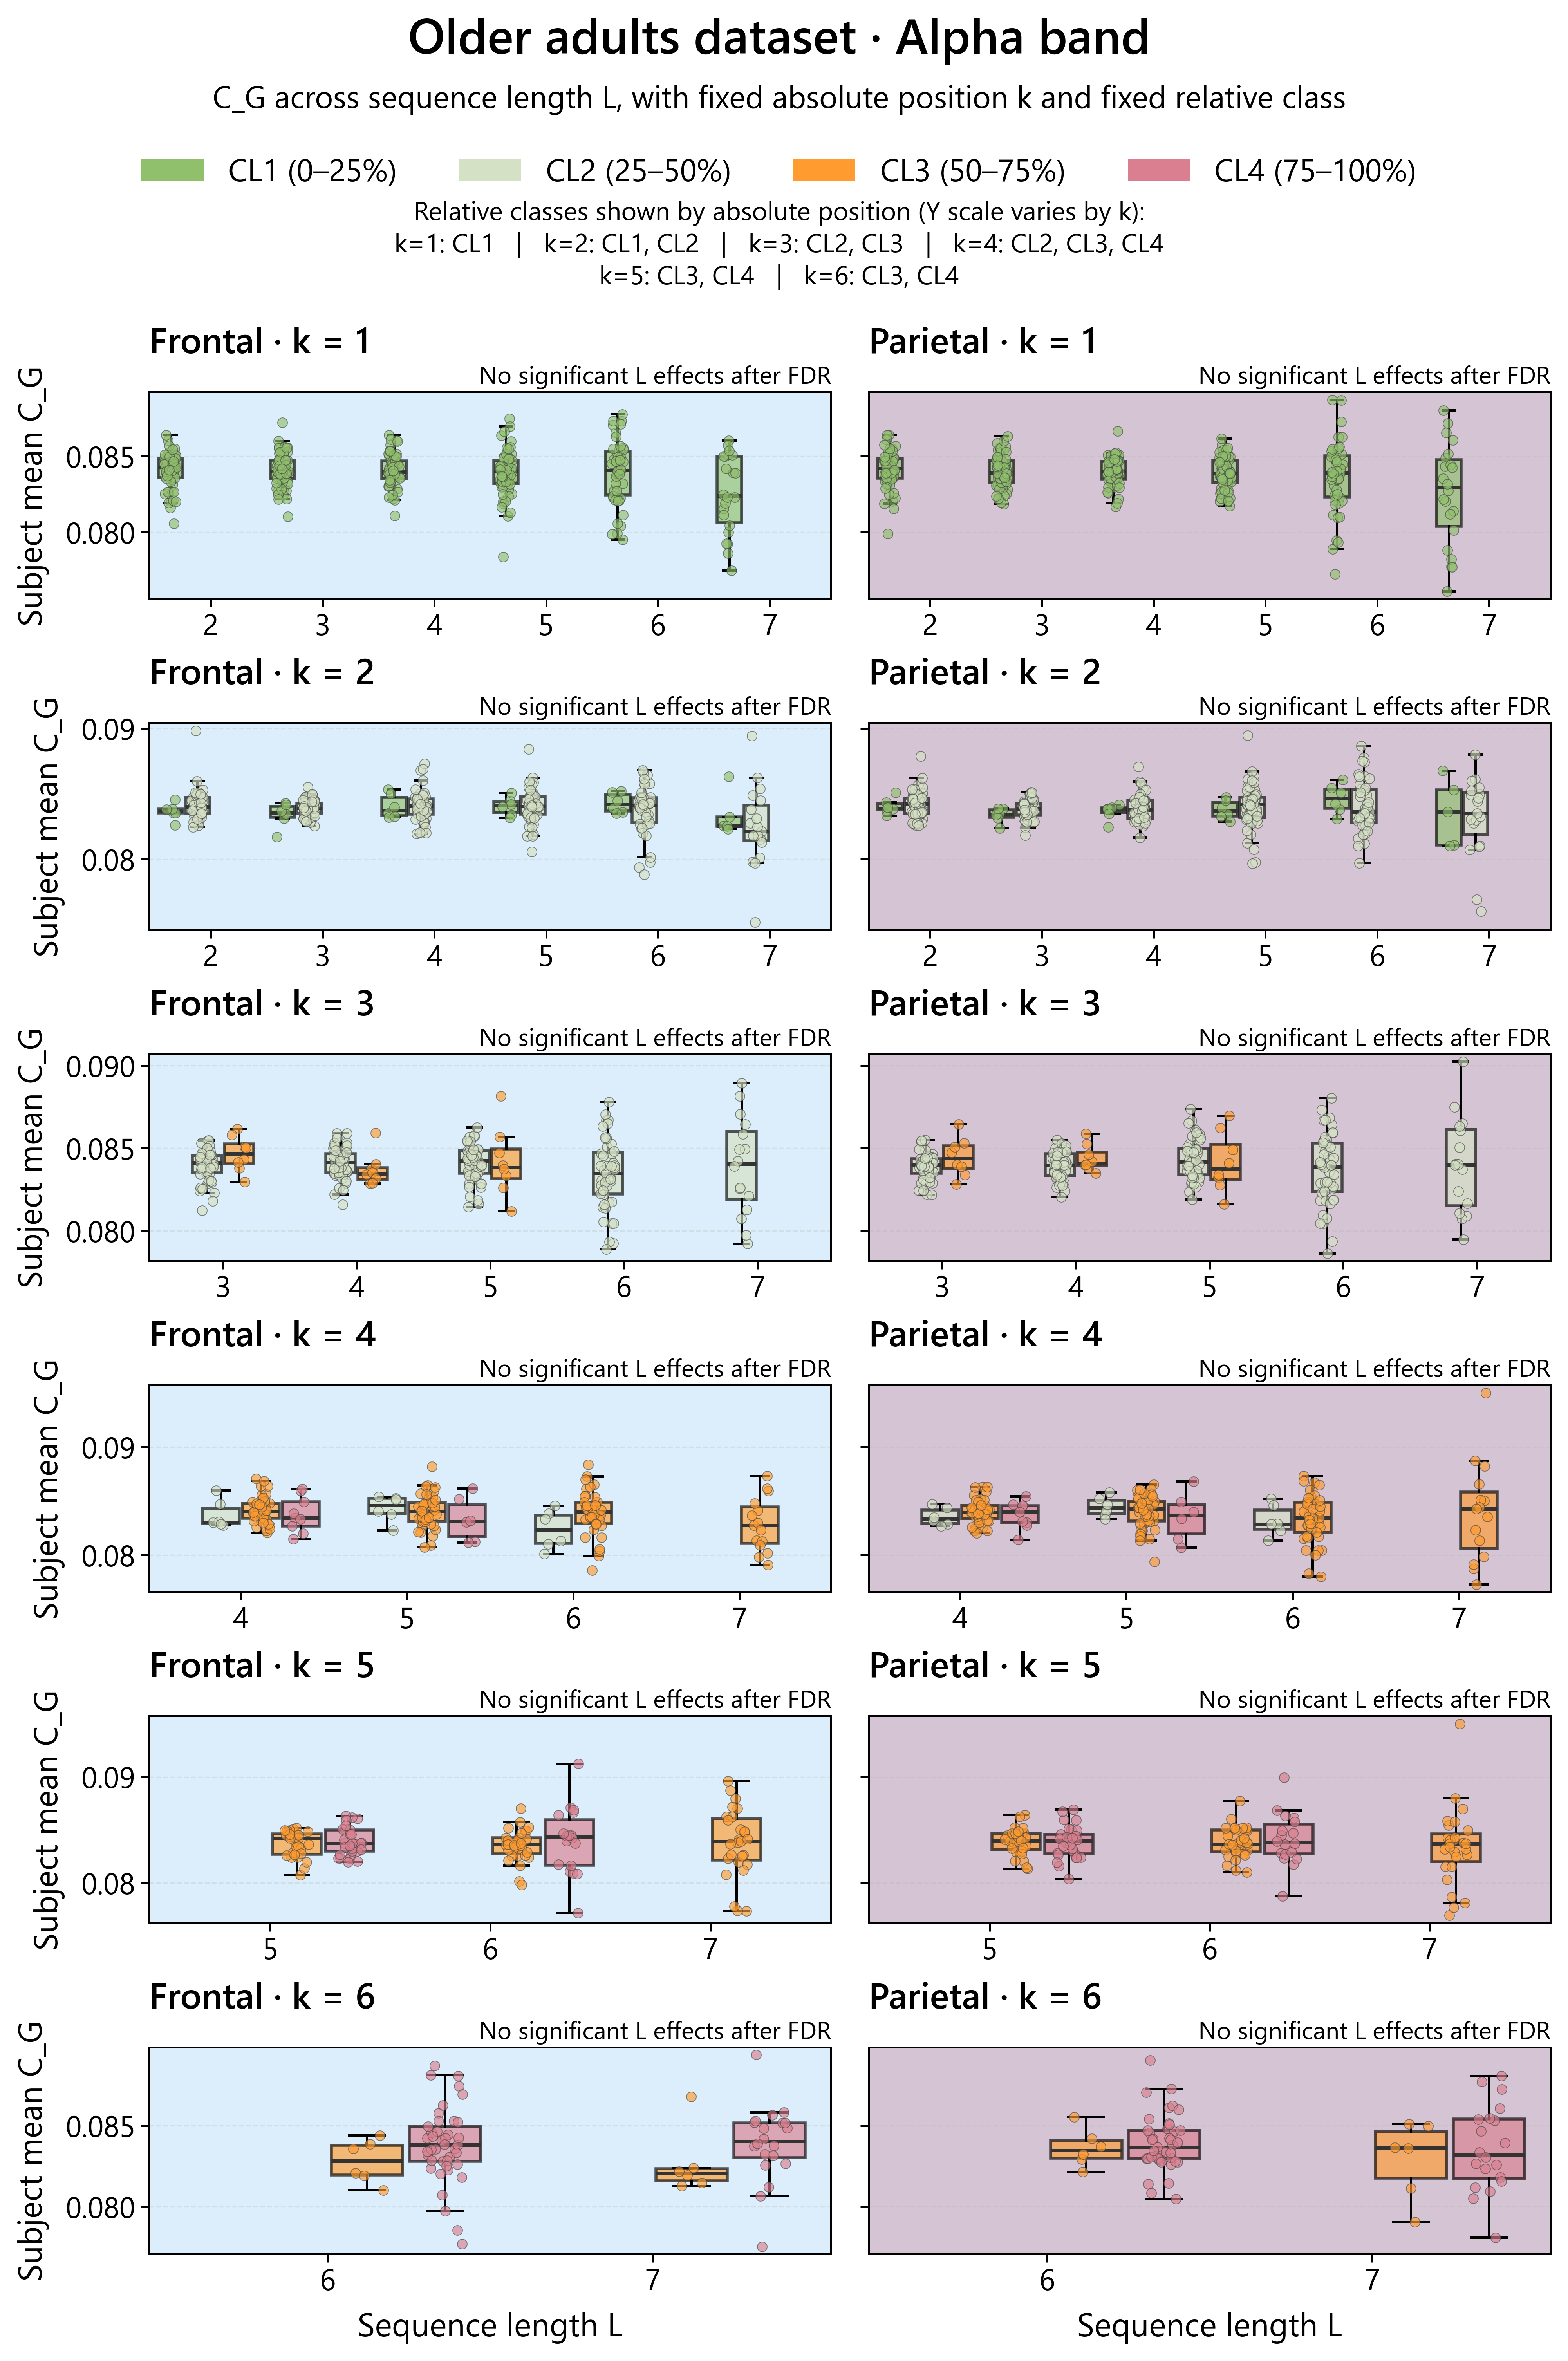 Older adults dataset · Alpha band
C_G across sequence length L, with fixed absolute position k and fixed relative class
CL1 (0–25%) CL2 (25–50%) CL3 (50–75%) CL4 (75–100%)
Relative classes shown by absolute position (Y scale varies by k):
k=1: CL1 | k=2: CL1, CL2 | k=3: CL2, CL3 | k=4: CL2, CL3, CL4
k=5: CL3, CL4 | k=6: CL3, CL4
Frontal · k = 1
No significant L effects after FDR
Subject mean C_G
0.085
0.080
2 3 4 5 6 7
Parietal · k = 1
No significant L effects after FDR
2 3 4 5 6 7
Frontal · k = 2
No significant L effects after FDR
Subject mean C_G
0.09
0.08
2 3 4 5 6 7
Parietal · k = 2
No significant L effects after FDR
2 3 4 5 6 7
Frontal · k = 3
No significant L effects after FDR
Subject mean C_G
0.090
0.085
0.080
3 4 5 6 7
Parietal · k = 3
No significant L effects after FDR
3 4 5 6 7
Frontal · k = 4
No significant L effects after FDR
Subject mean C_G
0.09
0.08
4 5 6 7
Parietal · k = 4
No significant L effects after FDR
4 5 6 7
Frontal · k = 5
No significant L effects after FDR
Subject mean C_G
0.09
0.08
5 6 7
Parietal · k = 5
No significant L effects after FDR
5 6 7
Frontal · k = 6
No significant L effects after FDR
Subject mean C_G
0.085
0.080
6 7
Sequence length L
Parietal · k = 6
No significant L effects after FDR
6 7
Sequence length L